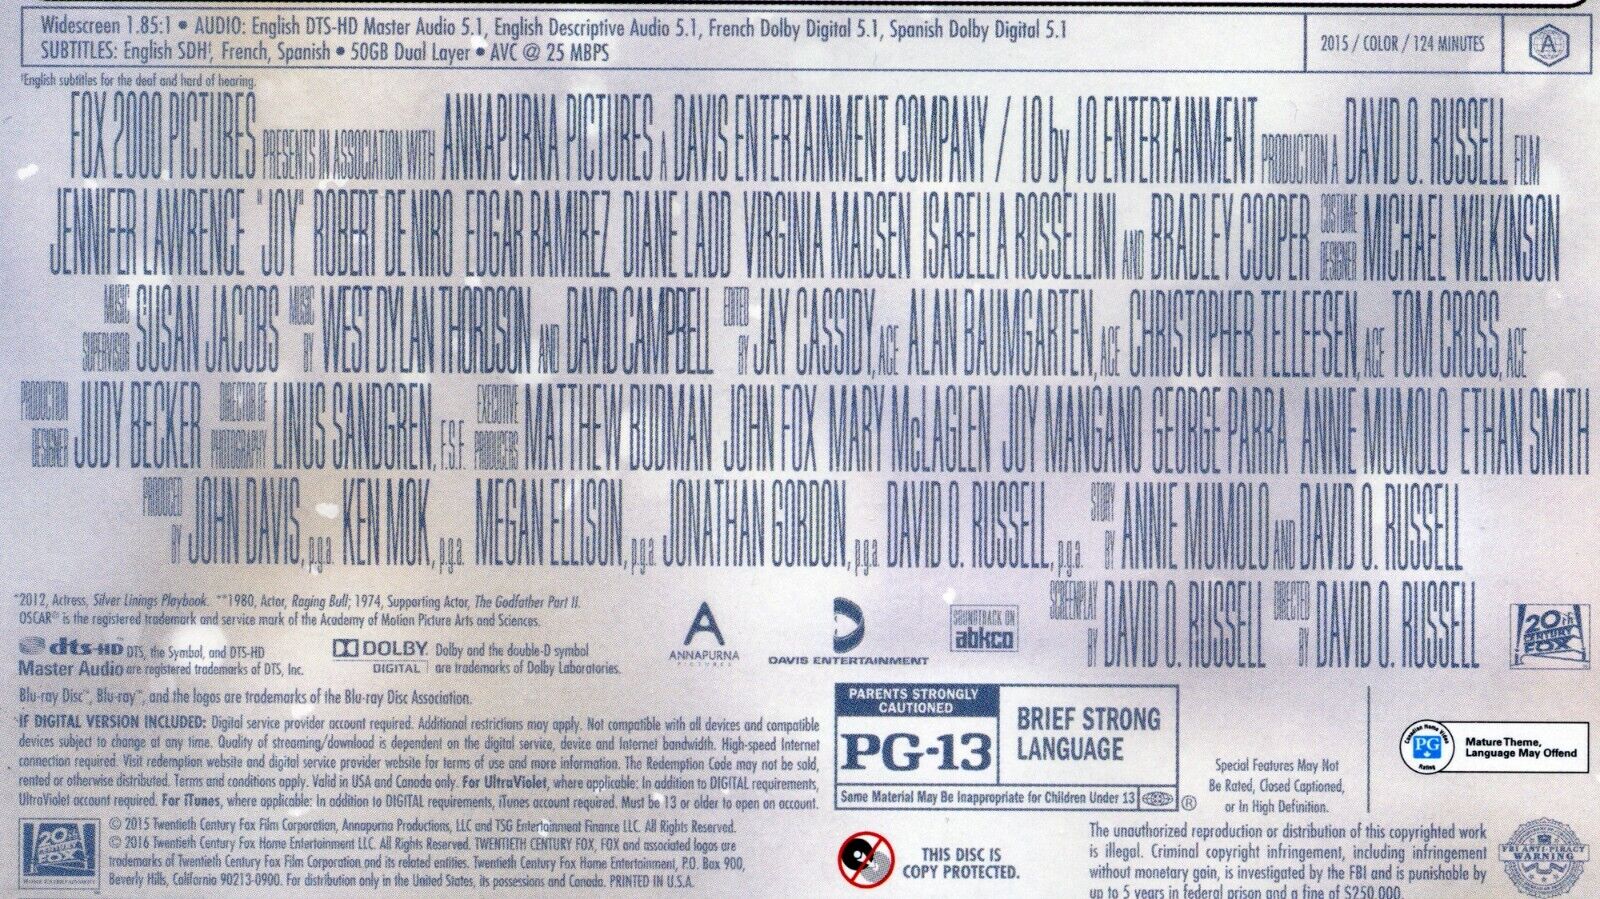 Widescreen 1.85:1 • AUDIO: English DTS-HD Master Audio 5.1, English Descriptive Audio 5.1, French Dolby Digital 5.1, Spanish Dolby Digital 5.1
SUBTITLES: English SDH†, French, Spanish • 50GB Dual Layer • AVC @ 25 MBPS
2015 / COLOR / 124 MINUTES
A
†English subtitles for the deaf and hard of hearing.
FOX 2000 PICTURES PRESENTS IN ASSOCIATION WITH ANNAPURNA PICTURES A DAVIS ENTERTAINMENT COMPANY / 10 by 10 ENTERTAINMENT PRODUCTION A DAVID O. RUSSELL FILM
JENNIFER LAWRENCE "JOY" ROBERT DE NIRO EDGAR RAMIREZ DIANE LADD VIRGINIA MADSEN ISABELLA ROSSELLINI AND BRADLEY COOPER COSTUME DESIGNER MICHAEL WILKINSON
MUSIC SUPERVISOR SUSAN JACOBS MUSIC BY WEST DYLAN THORDSON AND DAVID CAMPBELL EDITED BY JAY CASSIDY, ACE ALAN BAUMGARTEN, ACE CHRISTOPHER TELLEFSEN, ACE TOM CROSS, ACE
PRODUCTION DESIGNER JUDY BECKER DIRECTOR OF PHOTOGRAPHY LINUS SANDGREN, F.S.F. EXECUTIVE PRODUCERS MATTHEW BUDMAN JOHN FOX MARY McLAGLEN JOY MANGANO GEORGE PARRA ANNIE MUMOLO ETHAN SMITH
PRODUCED BY JOHN DAVIS, p.g.a. KEN MOK, p.g.a. MEGAN ELLISON, p.g.a. JONATHAN GORDON, p.g.a. DAVID O. RUSSELL, p.g.a. STORY BY ANNIE MUMOLO AND DAVID O. RUSSELL
SCREENPLAY BY DAVID O. RUSSELL DIRECTED BY DAVID O. RUSSELL
*2012, Actress, Silver Linings Playbook. **1980, Actor, Raging Bull; 1974, Supporting Actor, The Godfather Part II.
OSCAR® is the registered trademark and service mark of the Academy of Motion Picture Arts and Sciences.
dts-HD Master Audio
DTS, the Symbol, and DTS-HD
are registered trademarks of DTS, Inc.
DOLBY DIGITAL
Dolby and the double-D symbol
are trademarks of Dolby Laboratories.
ANNAPURNA
PICTURES
DAVIS ENTERTAINMENT
SOUNDTRACK ON
abkco
20th
CENTURY
FOX
Blu-ray Disc™, Blu-ray™, and the logos are trademarks of the Blu-ray Disc Association.
*IF DIGITAL VERSION INCLUDED: Digital service provider account required. Additional restrictions may apply. Not compatible with all devices and compatible
devices subject to change at any time. Quality of streaming/download is dependent on the digital service, device and Internet bandwidth. High-speed Internet
connection required. Visit redemption website and digital service provider website for terms of use and more information. The Redemption Code may not be sold,
rented or otherwise distributed. Terms and conditions apply. Valid in USA and Canada only. For UltraViolet, where applicable: In addition to DIGITAL requirements,
UltraViolet account required. For iTunes, where applicable: In addition to DIGITAL requirements, iTunes account required. Must be 13 or older to open an account.
PARENTS STRONGLY
CAUTIONED
PG-13
BRIEF STRONG
LANGUAGE
Some Material May Be Inappropriate for Children Under 13
®
Special Features May Not
Be Rated, Closed Captioned,
or In High Definition.
Canadian Home Video
PG
Rated
Mature Theme,
Language May Offend
20th
CENTURY
FOX
HOME ENTERTAINMENT
© 2015 Twentieth Century Fox Film Corporation, Annapurna Productions, LLC and TSG Entertainment Finance LLC. All Rights Reserved.
© 2016 Twentieth Century Fox Home Entertainment LLC. All Rights Reserved. TWENTIETH CENTURY FOX, FOX and associated logos are
trademarks of Twentieth Century Fox Film Corporation and its related entities. Twentieth Century Fox Home Entertainment, P.O. Box 900,
Beverly Hills, California 90213-0900. For distribution only in the United States, its possessions and Canada. PRINTED IN U.S.A.
THIS DISC IS
COPY PROTECTED.
The unauthorized reproduction or distribution of this copyrighted work
is illegal. Criminal copyright infringement, including infringement
without monetary gain, is investigated by the FBI and is punishable by
up to 5 years in federal prison and a fine of $250,000.
FBI ANTI-PIRACY
WARNING